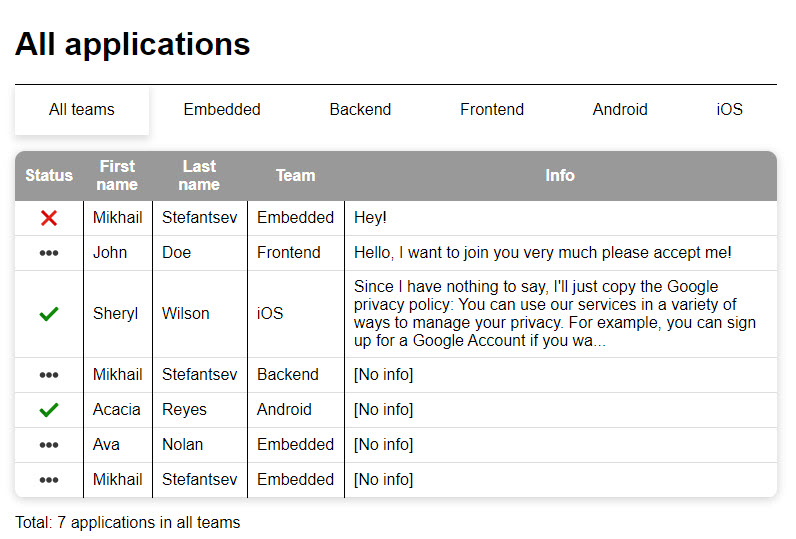 All applications
All teams Embedded Backend Frontend Android iOS
Status First name Last name Team Info
Mikhail Stefantsev Embedded Hey!
••• John Doe Frontend Hello, I want to join you very much please accept me!
Sheryl Wilson iOS Since I have nothing to say, I'll just copy the Google
privacy policy: You can use our services in a variety of
ways to manage your privacy. For example, you can sign
up for a Google Account if you wa...
••• Mikhail Stefantsev Backend [No info]
Acacia Reyes Android [No info]
••• Ava Nolan Embedded [No info]
••• Mikhail Stefantsev Embedded [No info]
Total: 7 applications in all teams